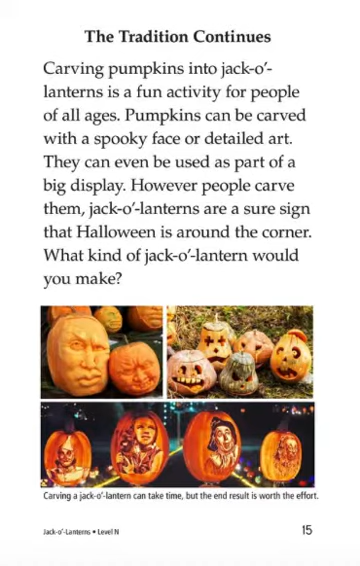 The Tradition Continues
Carving pumpkins into jack-o’-
lanterns is a fun activity for people
of all ages. Pumpkins can be carved
with a spooky face or detailed art.
They can even be used as part of a
big display. However people carve
them, jack-o’-lanterns are a sure sign
that Halloween is around the corner.
What kind of jack-o’-lantern would
you make?
Carving a jack-o’-lantern can take time, but the end result is worth the effort.
Jack-o’-Lanterns • Level N
15